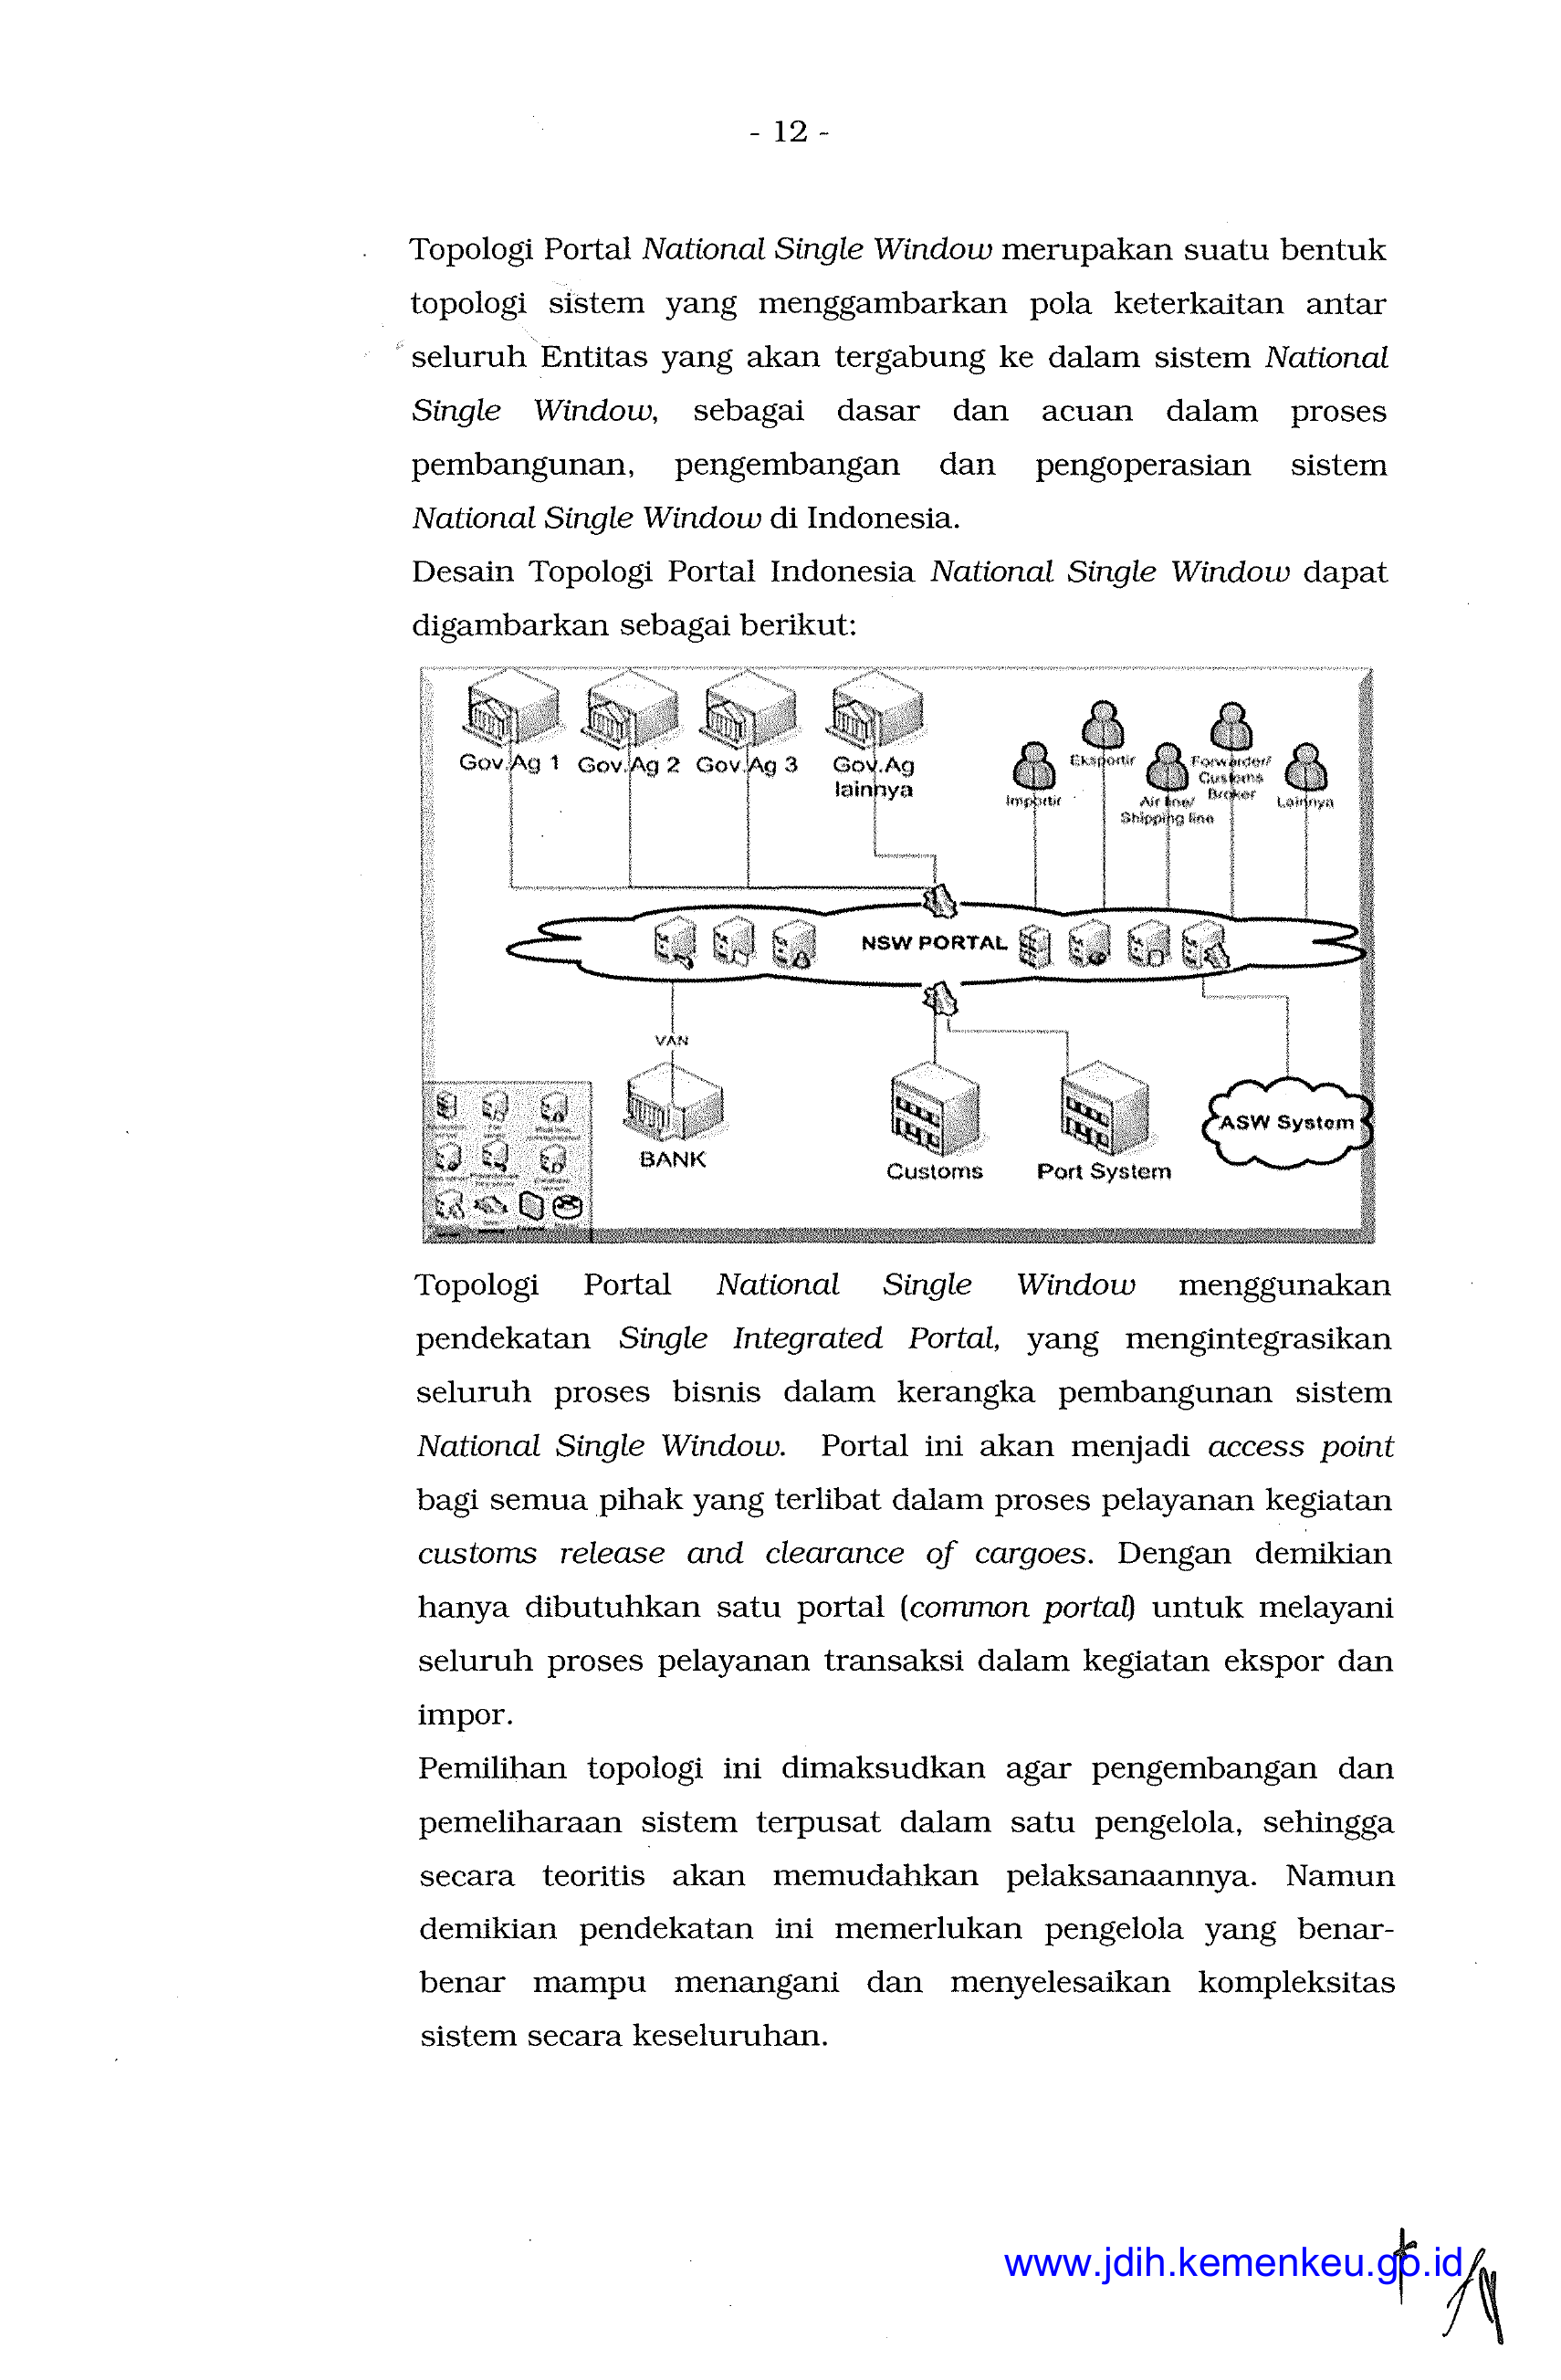 - 12 -
Topologi Portal National Single Window merupakan suatu bentuk
topologi sistem yang menggambarkan pola keterkaitan antar
seluruh Entitas yang akan tergabung ke dalam sistem National
Single Window, sebagai dasar dan acuan dalam proses
pembangunan, pengembangan dan pengoperasian sistem
National Single Window di Indonesia.
Desain Topologi Portal Indonesia National Single Window dapat
digambarkan sebagai berikut:
Gov.Ag 1 Gov.Ag 2 Gov.Ag 3 Gov.Ag
lainnya
Importir
Eksportir
Air line/
Shipping line
Forwarder/
Customs
Broker
Lainnya
NSW PORTAL
VAN
BANK
Customs
Port System
ASW System
Topologi Portal National Single Window menggunakan
pendekatan Single Integrated Portal, yang mengintegrasikan
seluruh proses bisnis dalam kerangka pembangunan sistem
National Single Window. Portal ini akan menjadi access point
bagi semua pihak yang terlibat dalam proses pelayanan kegiatan
customs release and clearance of cargoes. Dengan demikian
hanya dibutuhkan satu portal (common portal) untuk melayani
seluruh proses pelayanan transaksi dalam kegiatan ekspor dan
impor.
Pemilihan topologi ini dimaksudkan agar pengembangan dan
pemeliharaan sistem terpusat dalam satu pengelola, sehingga
secara teoritis akan memudahkan pelaksanaannya. Namun
demikian pendekatan ini memerlukan pengelola yang benar-
benar mampu menangani dan menyelesaikan kompleksitas
sistem secara keseluruhan.
www.jdih.kemenkeu.go.id